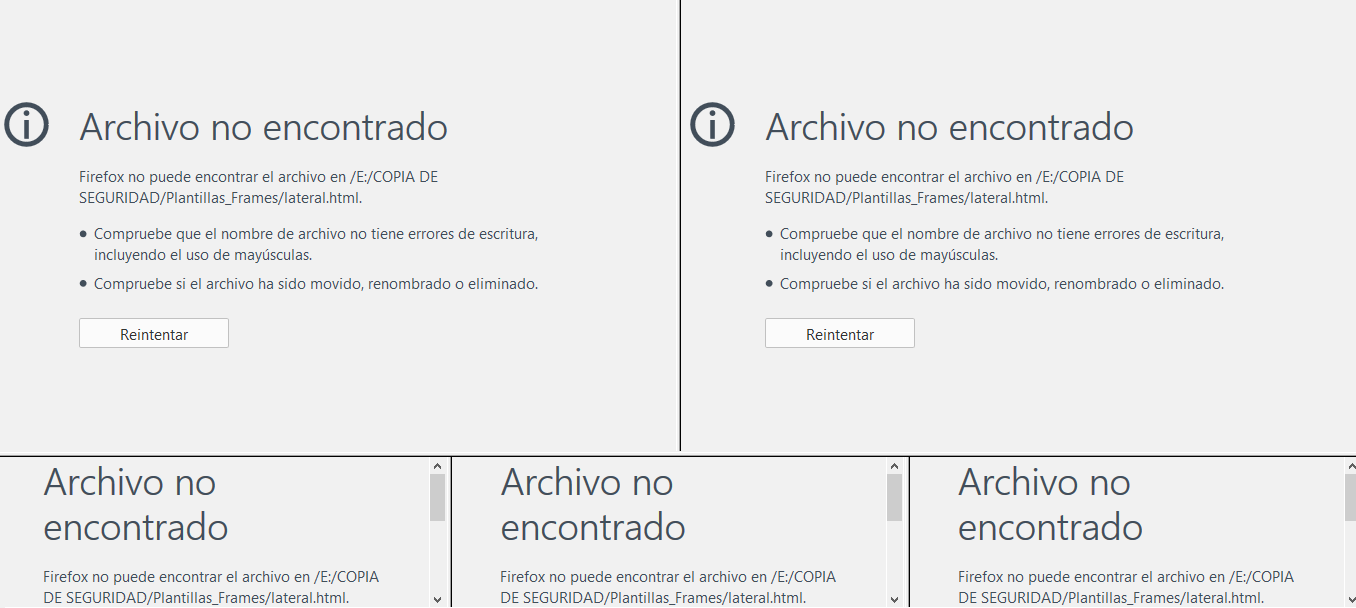 Archivo no encontrado
Firefox no puede encontrar el archivo en /E:/COPIA DE
SEGURIDAD/Plantillas_Frames/lateral.html.
Compruebe que el nombre de archivo no tiene errores de escritura,
incluyendo el uso de mayúsculas.
Compruebe si el archivo ha sido movido, renombrado o eliminado.
Reintentar
Archivo no encontrado
Firefox no puede encontrar el archivo en /E:/COPIA DE
SEGURIDAD/Plantillas_Frames/lateral.html.
Compruebe que el nombre de archivo no tiene errores de escritura,
incluyendo el uso de mayúsculas.
Compruebe si el archivo ha sido movido, renombrado o eliminado.
Reintentar
Archivo no
encontrado
Firefox no puede encontrar el archivo en /E:/COPIA
DE SEGURIDAD/Plantillas_Frames/lateral.html.
Archivo no
encontrado
Firefox no puede encontrar el archivo en /E:/COPIA
DE SEGURIDAD/Plantillas_Frames/lateral.html.
Archivo no
encontrado
Firefox no puede encontrar el archivo en /E:/COPIA
DE SEGURIDAD/Plantillas_Frames/lateral.html.